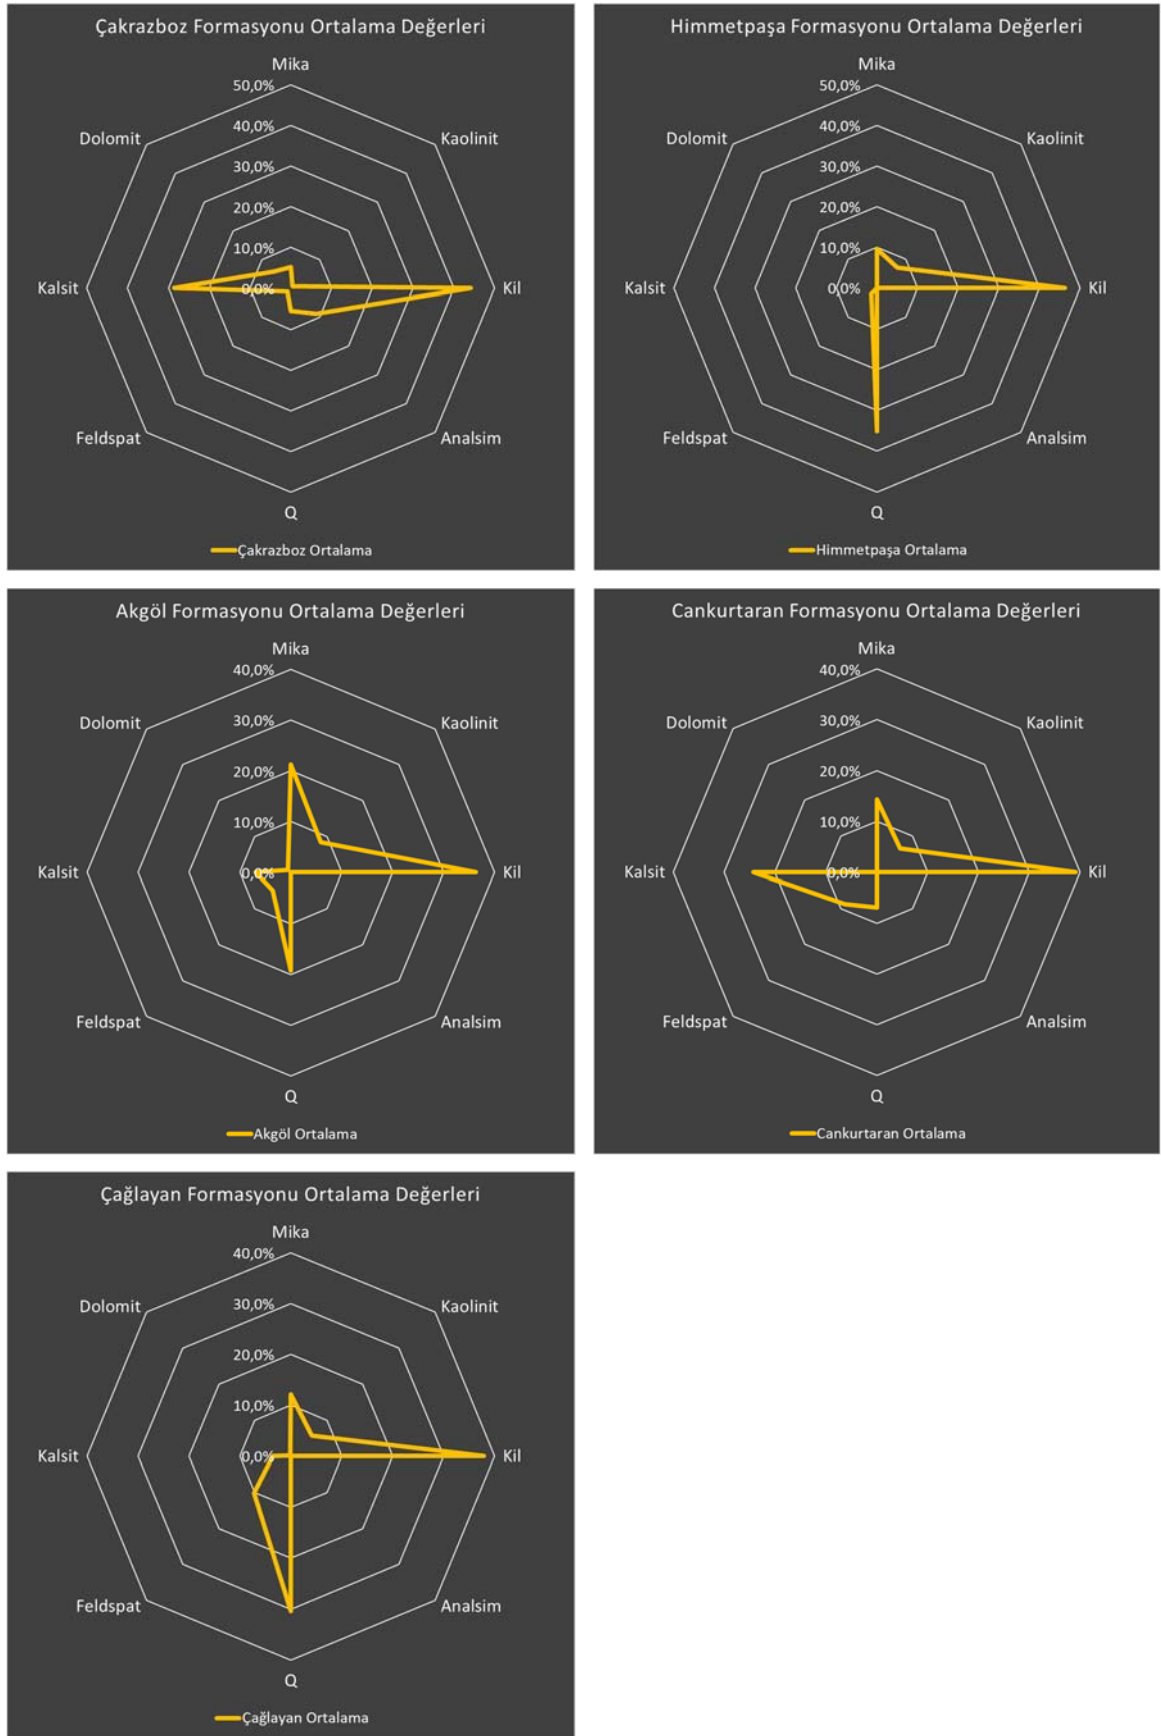 Çakrazboz Formasyonu Ortalama Değerleri
Mika
50,0%
40,0%
30,0%
20,0%
10,0%
0,0%
Dolomit
Kaolinit
Kalsit
Kil
Feldspat
Analsim
Q
Çakrazboz Ortalama
Himmetpaşa Formasyonu Ortalama Değerleri
Mika
50,0%
40,0%
30,0%
20,0%
10,0%
0,0%
Dolomit
Kaolinit
Kalsit
Kil
Feldspat
Analsim
Q
Himmetpaşa Ortalama
Akgöl Formasyonu Ortalama Değerleri
Mika
40,0%
30,0%
20,0%
10,0%
0,0%
Dolomit
Kaolinit
Kalsit
Kil
Feldspat
Analsim
Q
Akgöl Ortalama
Cankurtaran Formasyonu Ortalama Değerleri
Mika
40,0%
30,0%
20,0%
10,0%
0,0%
Dolomit
Kaolinit
Kalsit
Kil
Feldspat
Analsim
Q
Cankurtaran Ortalama
Çağlayan Formasyonu Ortalama Değerleri
Mika
40,0%
30,0%
20,0%
10,0%
0,0%
Dolomit
Kaolinit
Kalsit
Kil
Feldspat
Analsim
Q
Çağlayan Ortalama